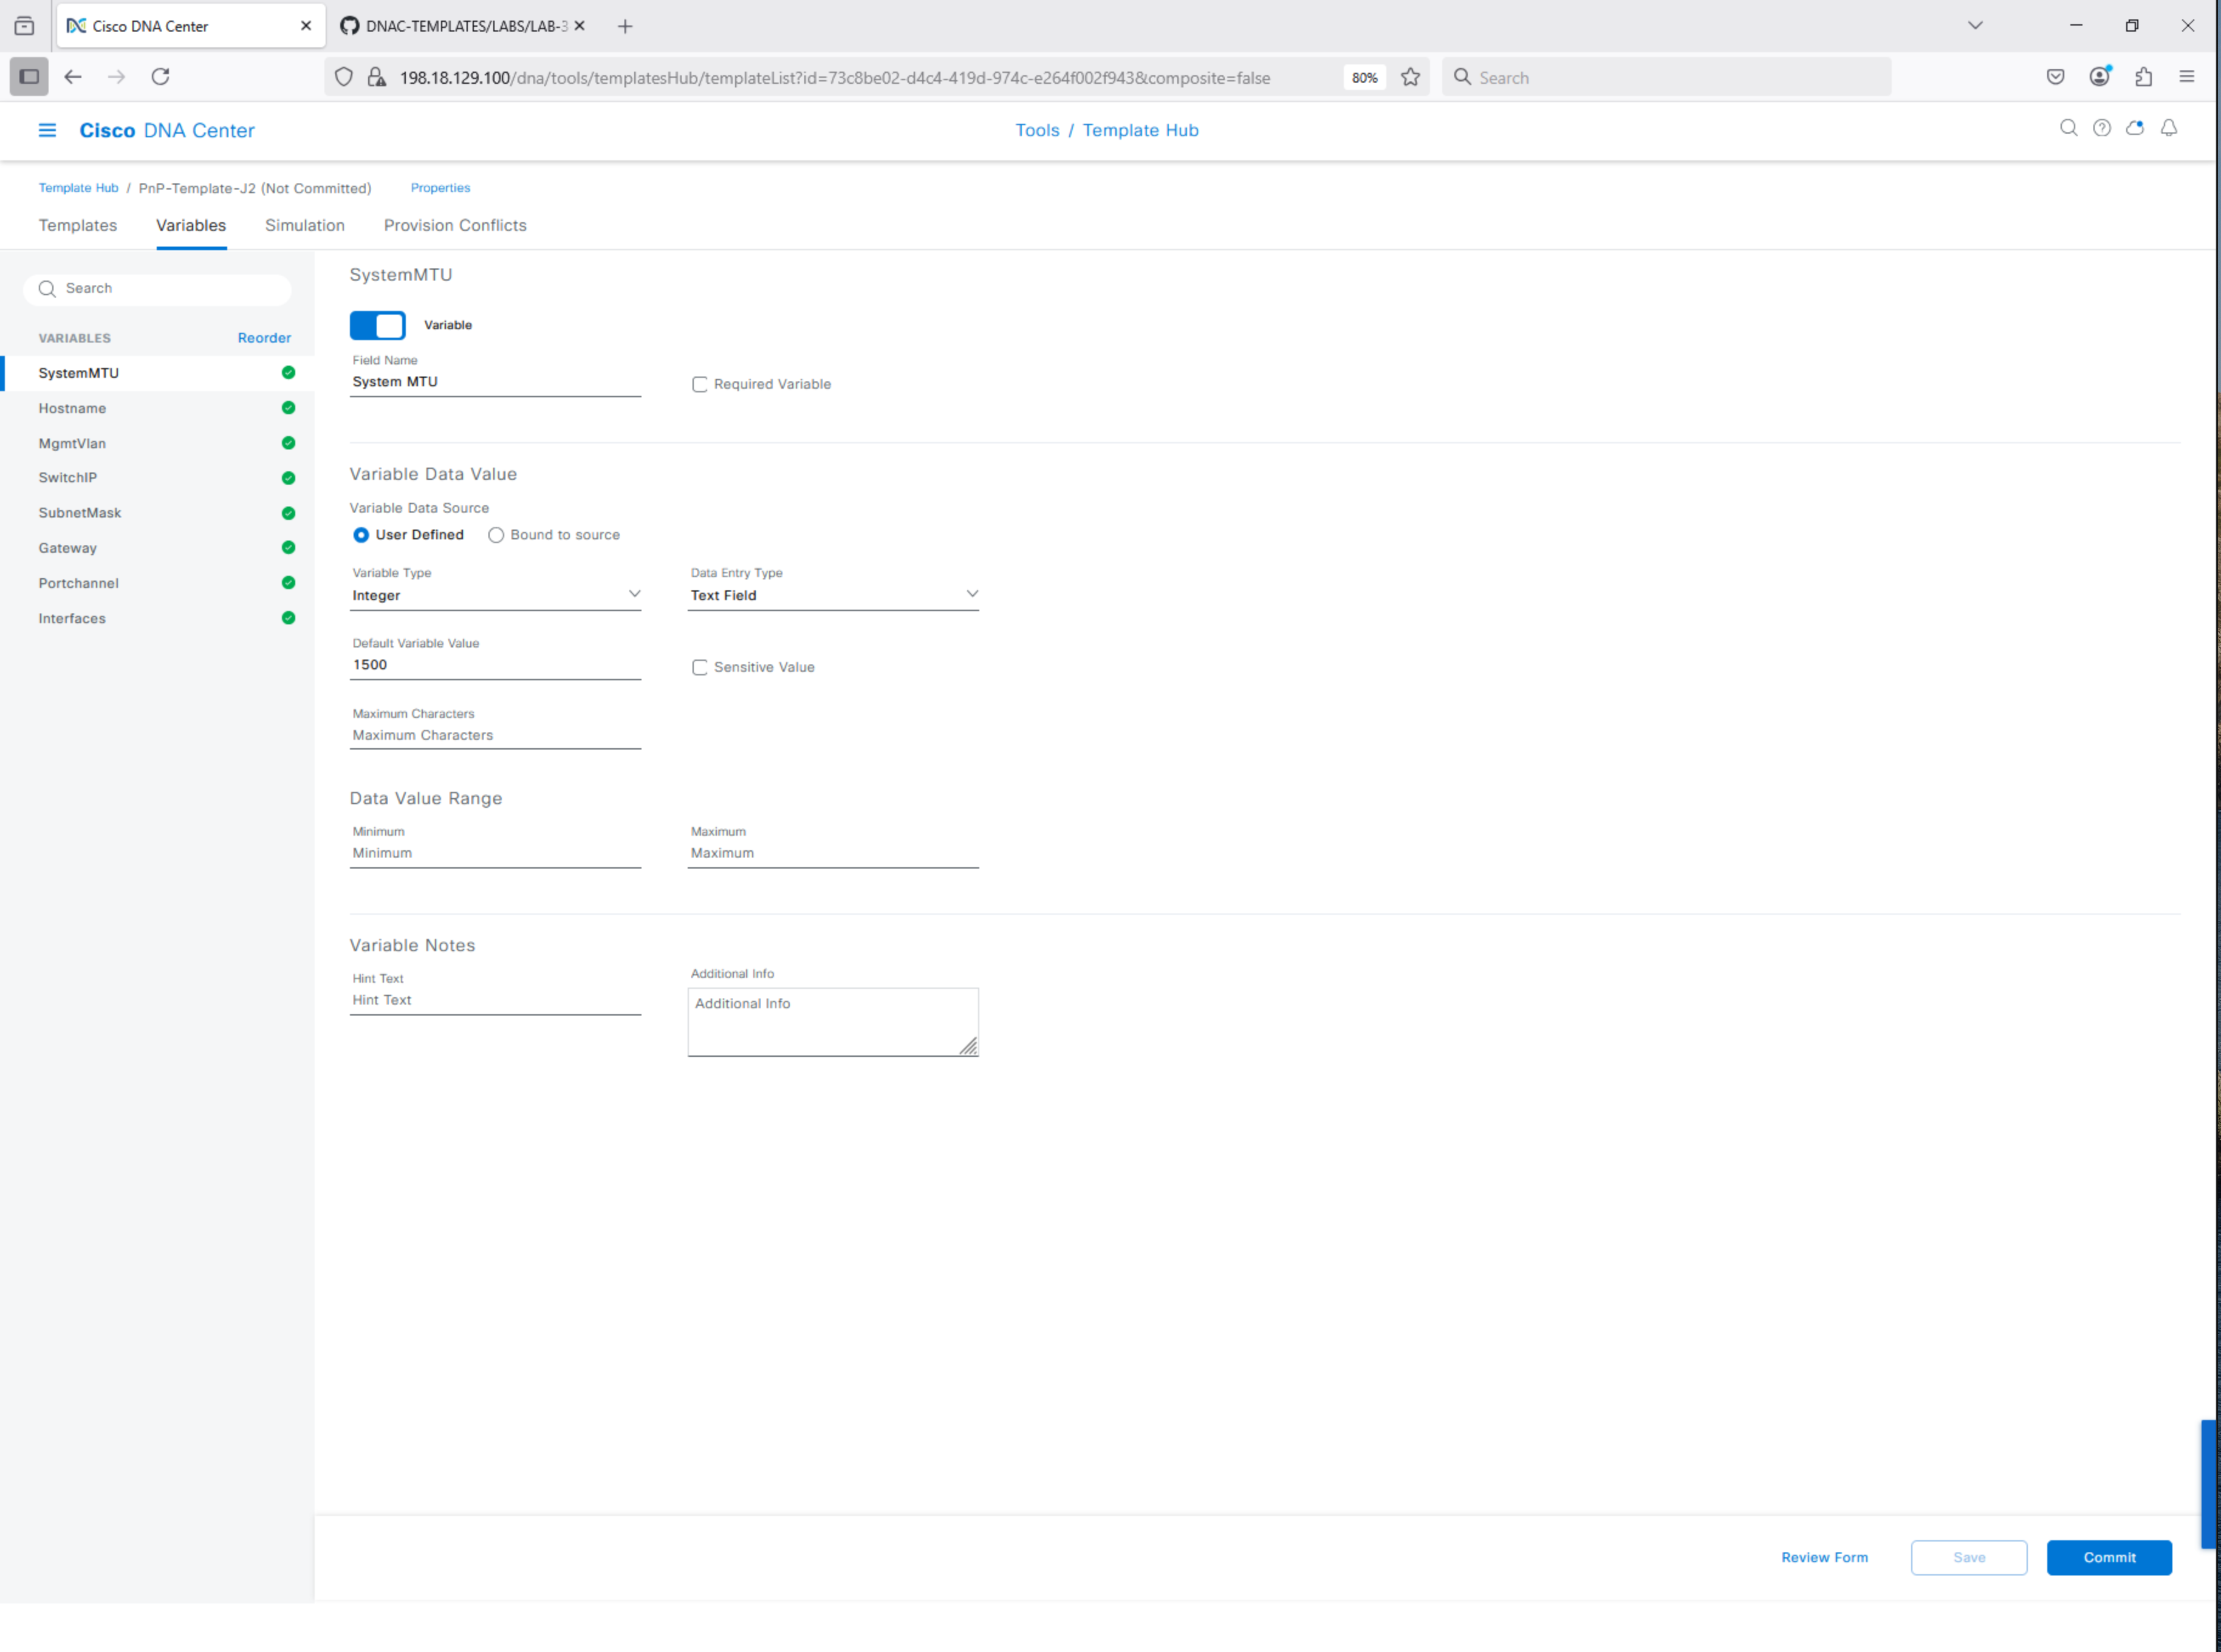 Cisco DNA Center
DNAC-TEMPLATES/LABS/LAB-3
198.18.129.100/dna/tools/templatesHub/templateList?id=73c8be02-d4c4-419d-974c-e264f002f943&composite=false
80%
Search
Cisco DNA Center
Tools / Template Hub
Template Hub / PnP-Template-J2 (Not Committed) Properties
Templates Variables Simulation Provision Conflicts
Search
VARIABLES Reorder
SystemMTU
Hostname
MgmtVlan
SwitchIP
SubnetMask
Gateway
Portchannel
Interfaces
SystemMTU
Variable
Field Name
System MTU
Required Variable
Variable Data Value
Variable Data Source
User Defined Bound to source
Variable Type Data Entry Type
Integer Text Field
Default Variable Value
1500
Sensitive Value
Maximum Characters
Maximum Characters
Data Value Range
Minimum Maximum
Minimum Maximum
Variable Notes
Hint Text Additional Info
Hint Text Additional Info
Review Form Save Commit